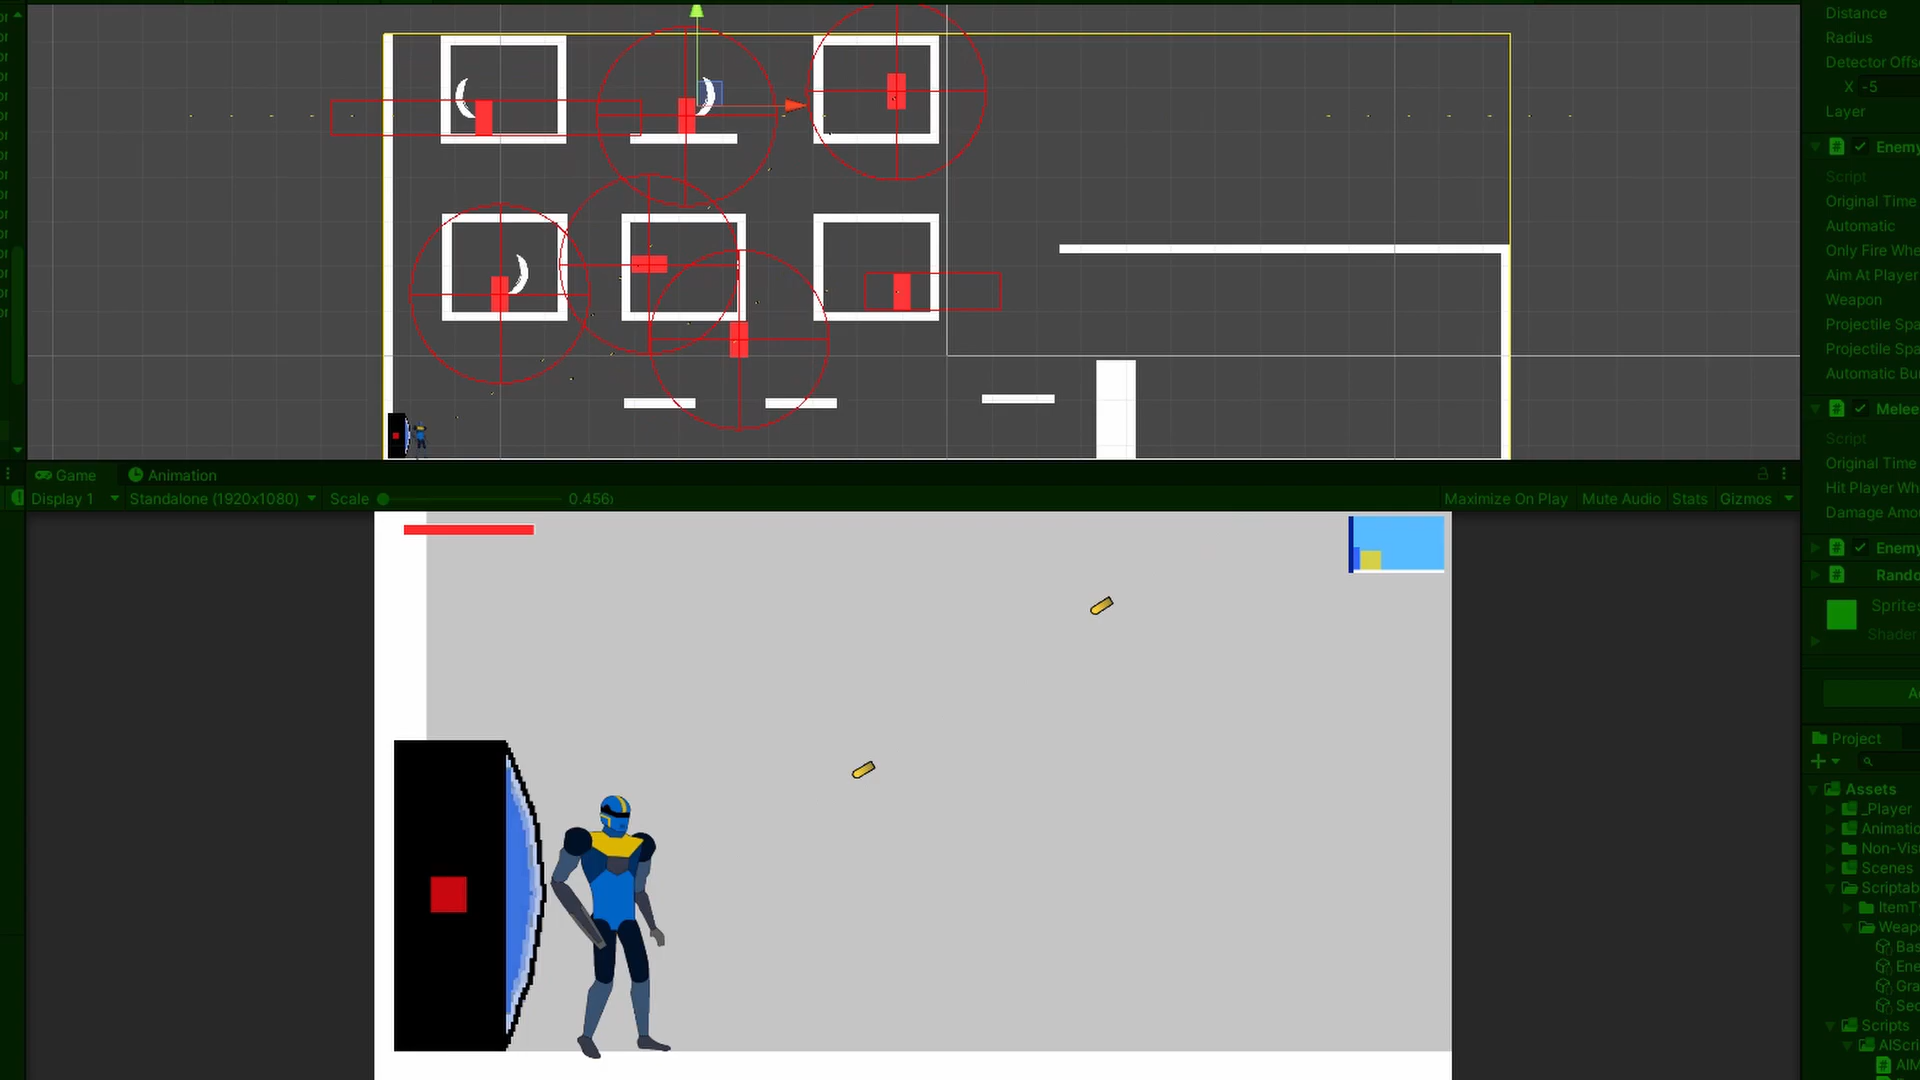 Distance
Radius
Detector Offs
X -5
Layer
Enemy
Script
Original Time
Automatic
Only Fire Whe
Aim At Player
Weapon
Projectile Spa
Projectile Spa
Automatic Bu
Melee
Script
Original Time
Hit Player Wh
Damage Amo
Enemy
Rando
Sprites
Shader
Game Animation
Display 1 Standalone (1920x1080) Scale 0.456 Maximize On Play Mute Audio Stats Gizmos
Project
Assets
_Player
Animatio
Non-Vis
Scenes
Scriptab
ItemT
Weap
Bas
Ene
Gra
Sec
Scripts
AIScri
AIM